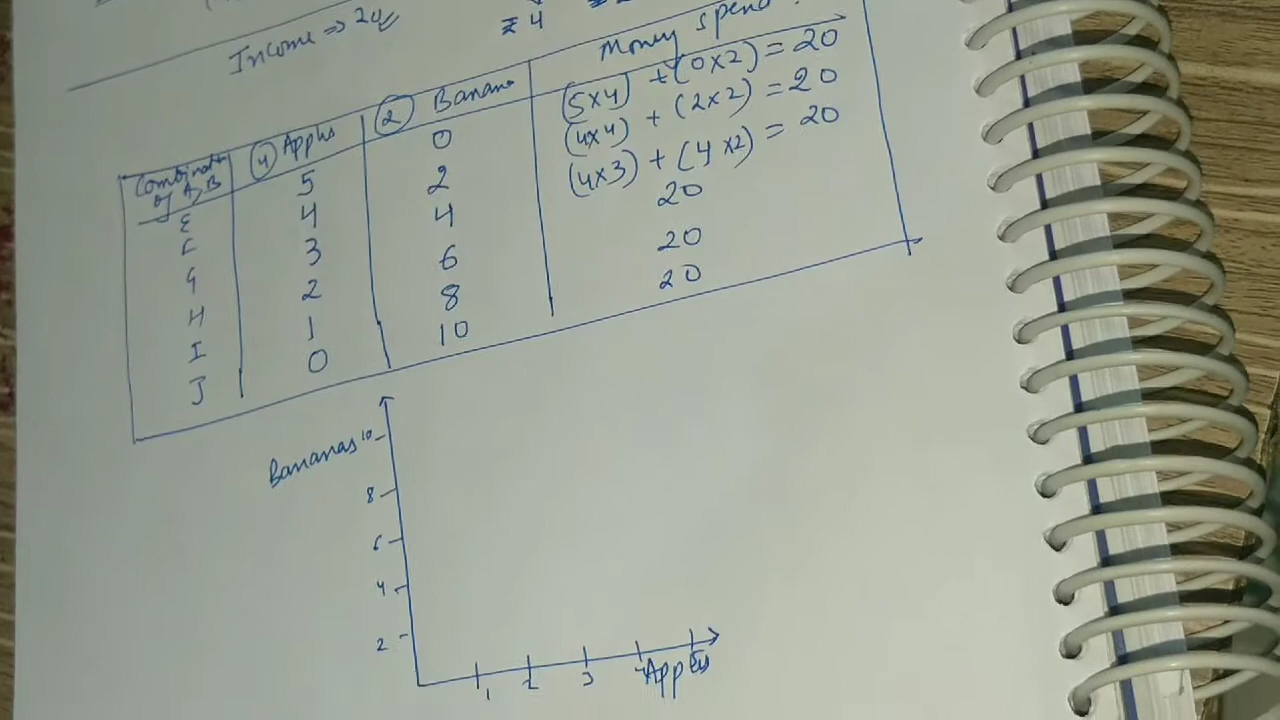 Income => 20
₹4
Combinat of A, B | (4) Apples | (2) Banana | Money spend
E | 5 | 0 | (5x4) + (0x2) = 20
F | 4 | 2 | (4x4) + (2x2) = 20
G | 3 | 4 | (4x3) + (4x2) = 20
H | 2 | 6 | 20
I | 1 | 8 | 20
J | 0 | 10 | 20
Bananas
10
8
6
4
2
1 2 3 4 5
Apples